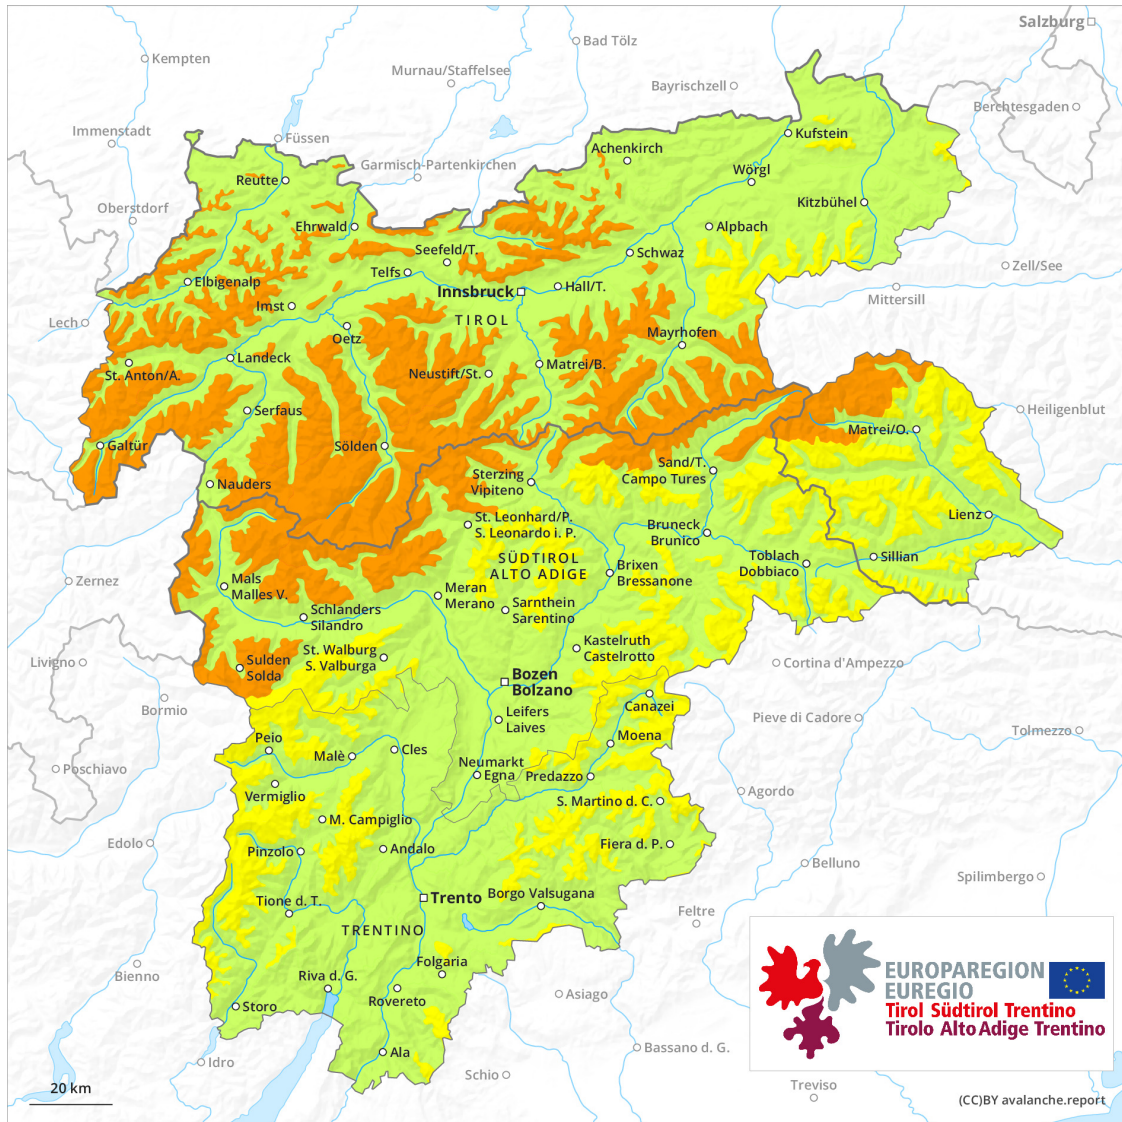 Salzburg
Bad Tölz
Kempten
Murnau/Staffelsee
Bayrischzell
Berchtesgaden
Immenstadt
Füssen
Kufstein
Achenkirch
Garmisch-Partenkirchen
Wörgl
Reutte
Oberstdorf
Kitzbühel
Ehrwald
Alpbach
Seefeld/T.
Schwaz
Telfs
Zell/See
Elbigenalp
Innsbruck
Hall/T.
Mittersill
Imst
TIROL
Lech
Oetz
Mayrhofen
Landeck
Matrei/B.
St. Anton/A.
Neustift/St.
Serfaus
Heiligenblut
Matrei/O.
Galtür
Sölden
Sterzing
Vipiteno
Sand/T.
Campo Tures
Nauders
St. Leonhard/P.
S. Leonardo i. P.
Lienz
Bruneck
Brunico
SÜDTIROL
ALTO ADIGE
Toblach
Dobbiaco
Sillian
Brixen
Bressanone
Zernez
Mals
Malles V.
Meran
Merano
Sarnthein
Sarentino
Schlanders
Silandro
Kastelruth
Castelrotto
St. Walburg
S. Valburga
Livigno
Sulden
Solda
Cortina d'Ampezzo
Bozen
Bolzano
Bormio
Canazei
Leifers
Laives
Pieve di Cadore
Tolmezzo
Peio
Moena
Cles
Malè
Neumarkt
Egna
Predazzo
Poschiavo
Vermiglio
Agordo
S. Martino d. C.
M. Campiglio
Edolo
Pinzolo
Andalo
Fiera d. P.
Belluno
Spilimbergo
Trento
Borgo Valsugana
Tione d. T.
Feltre
TRENTINO
Folgaria
Bienno
Riva d. G.
Rovereto
Asiago
Storo
Ala
Bassano d. G.
Idro
Schio
Treviso
EUROPAREGION
EUREGIO
Tirol Südtirol Trentino
Tirolo Alto Adige Trentino
20 km
(CC)BY avalanche.report